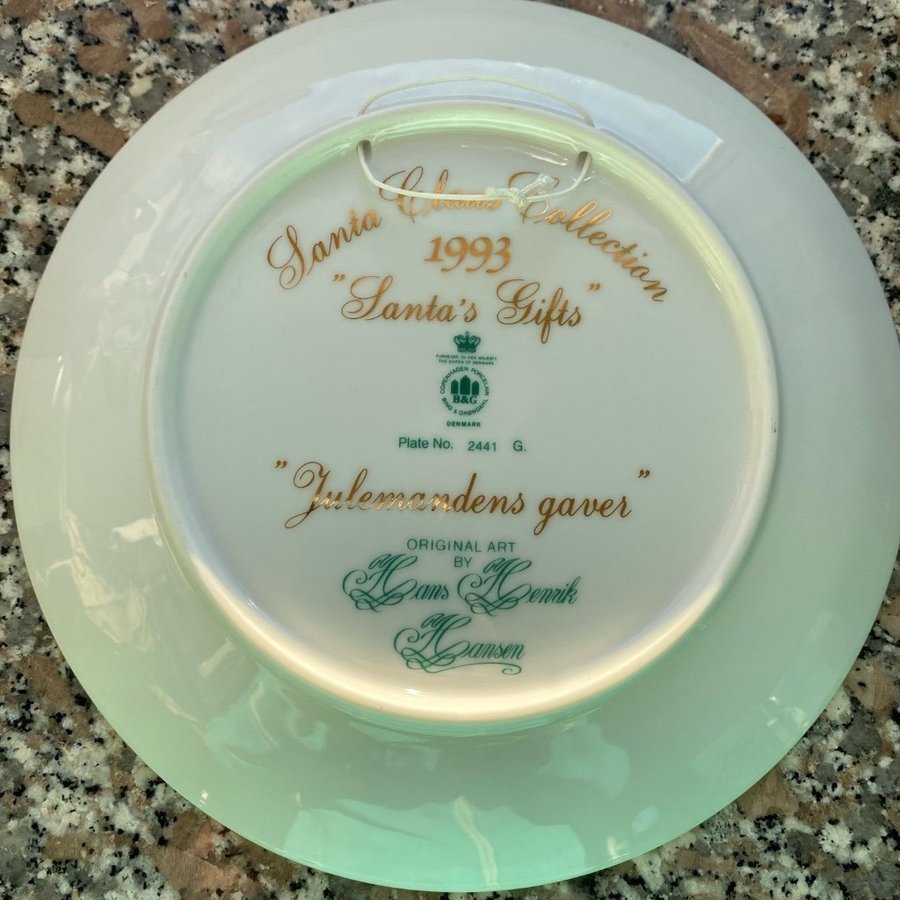 Santa Claus Collection
1993
"Santa's Gifts"
PURVEYOR TO HER MAJESTY
THE QUEEN OF DENMARK
COPENHAGEN PORCELAIN
B&G
BING & GRØNDAHL
DENMARK
Plate No. 2441 G.
"Julemandens gaver"
ORIGINAL ART
BY
Hans Henrik
Hansen